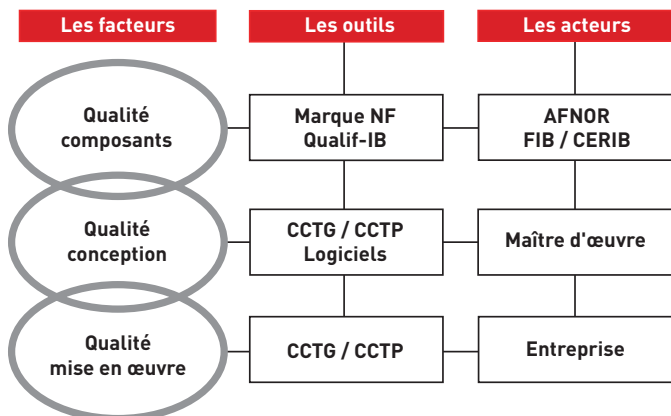 Les facteurs
Les outils
Les acteurs
Qualité
composants
Marque NF
Qualif-IB
AFNOR
FIB / CERIB
Qualité
conception
CCTG / CCTP
Logiciels
Maître d'œuvre
Qualité
mise en œuvre
CCTG / CCTP
Entreprise